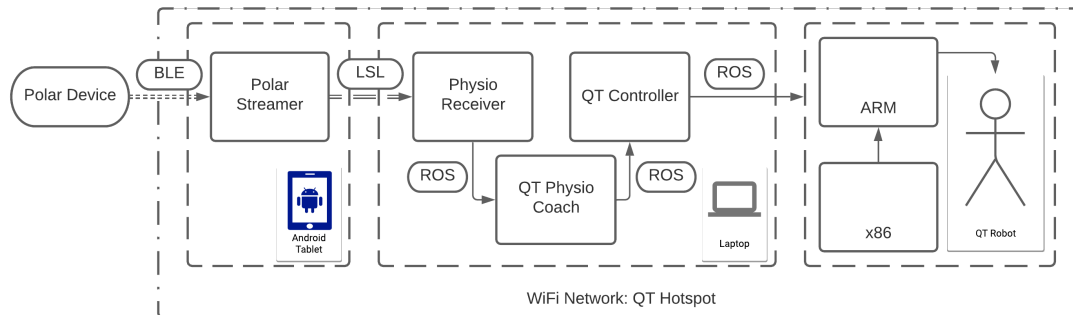 Polar Device
BLE
Polar
Streamer
Android
Tablet
LSL
Physio
Receiver
ROS
QT Physio
Coach
ROS
QT Controller
Laptop
ROS
ARM
x86
QT Robot
WiFi Network: QT Hotspot